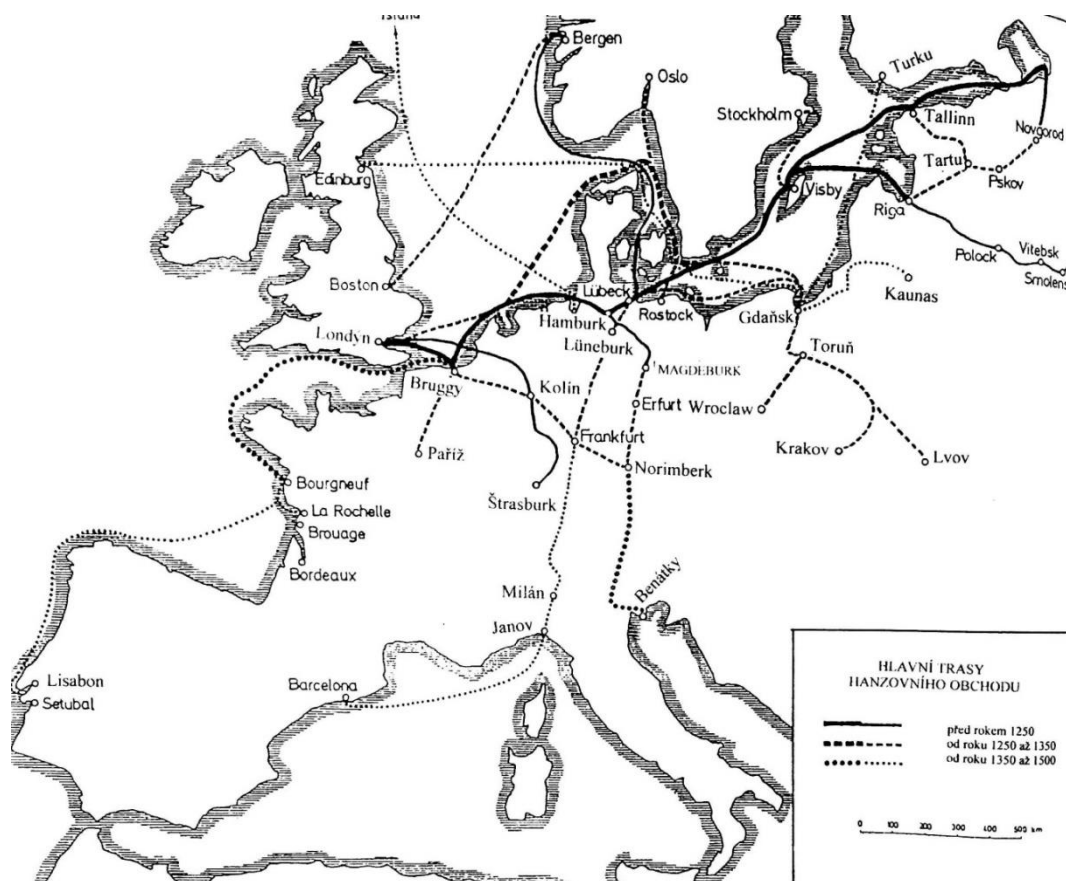 Island
Bergen
Oslo
Turku
Stockholm
Tallinn
Novgorod
Edinburg
Tartu
Pskov
Visby
Riga
Polock
Vitebsk
Smolens
Boston
Lübeck
Kaunas
Hamburk
Rostock
Gdaňsk
Londýn
Lüneburk
Toruň
Bruggy
MAGDEBURK
Kolín
Erfurt
Wroclaw
Paříž
Frankfurt
Krakov
Lvov
Norimberk
Bourgneuf
Štrasburk
La Rochelle
Brouage
Bordeaux
Milán
Benátky
Janov
Lisabon
Setubal
Barcelona
HLAVNÍ TRASY
HANZOVNÍHO OBCHODU
před rokem 1250
od roku 1250 až 1350
od roku 1350 až 1500
0 100 200 300 400 500 km